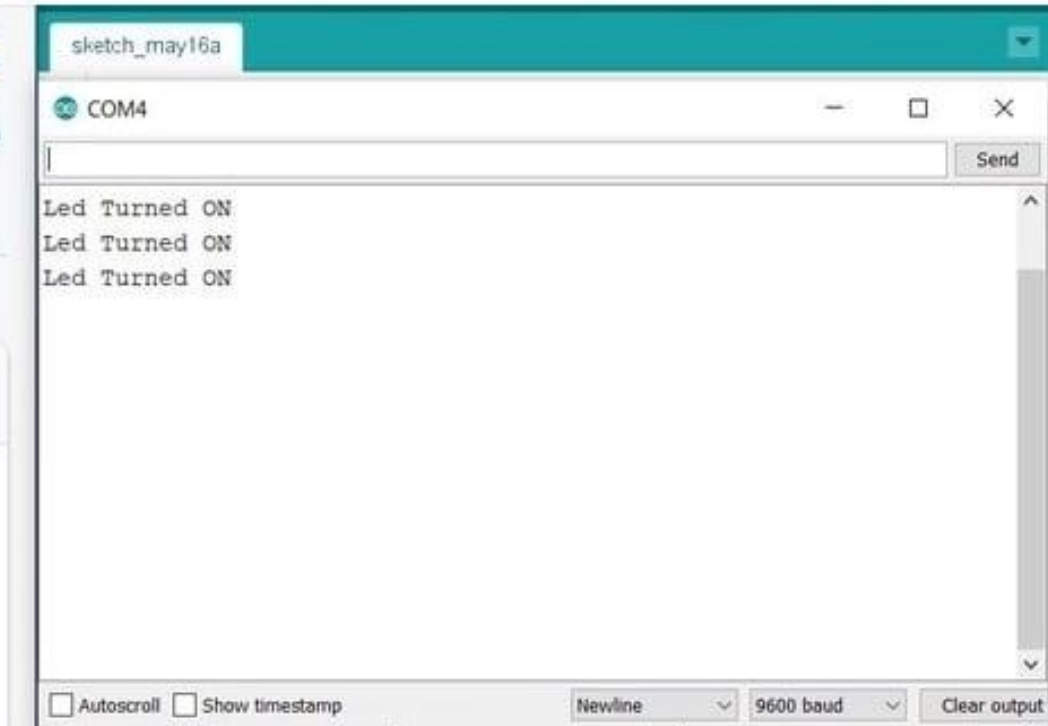 sketch_may16a
COM4
Send
Led Turned ON
Led Turned ON
Led Turned ON
Autoscroll Show timestamp Newline 9600 baud Clear output